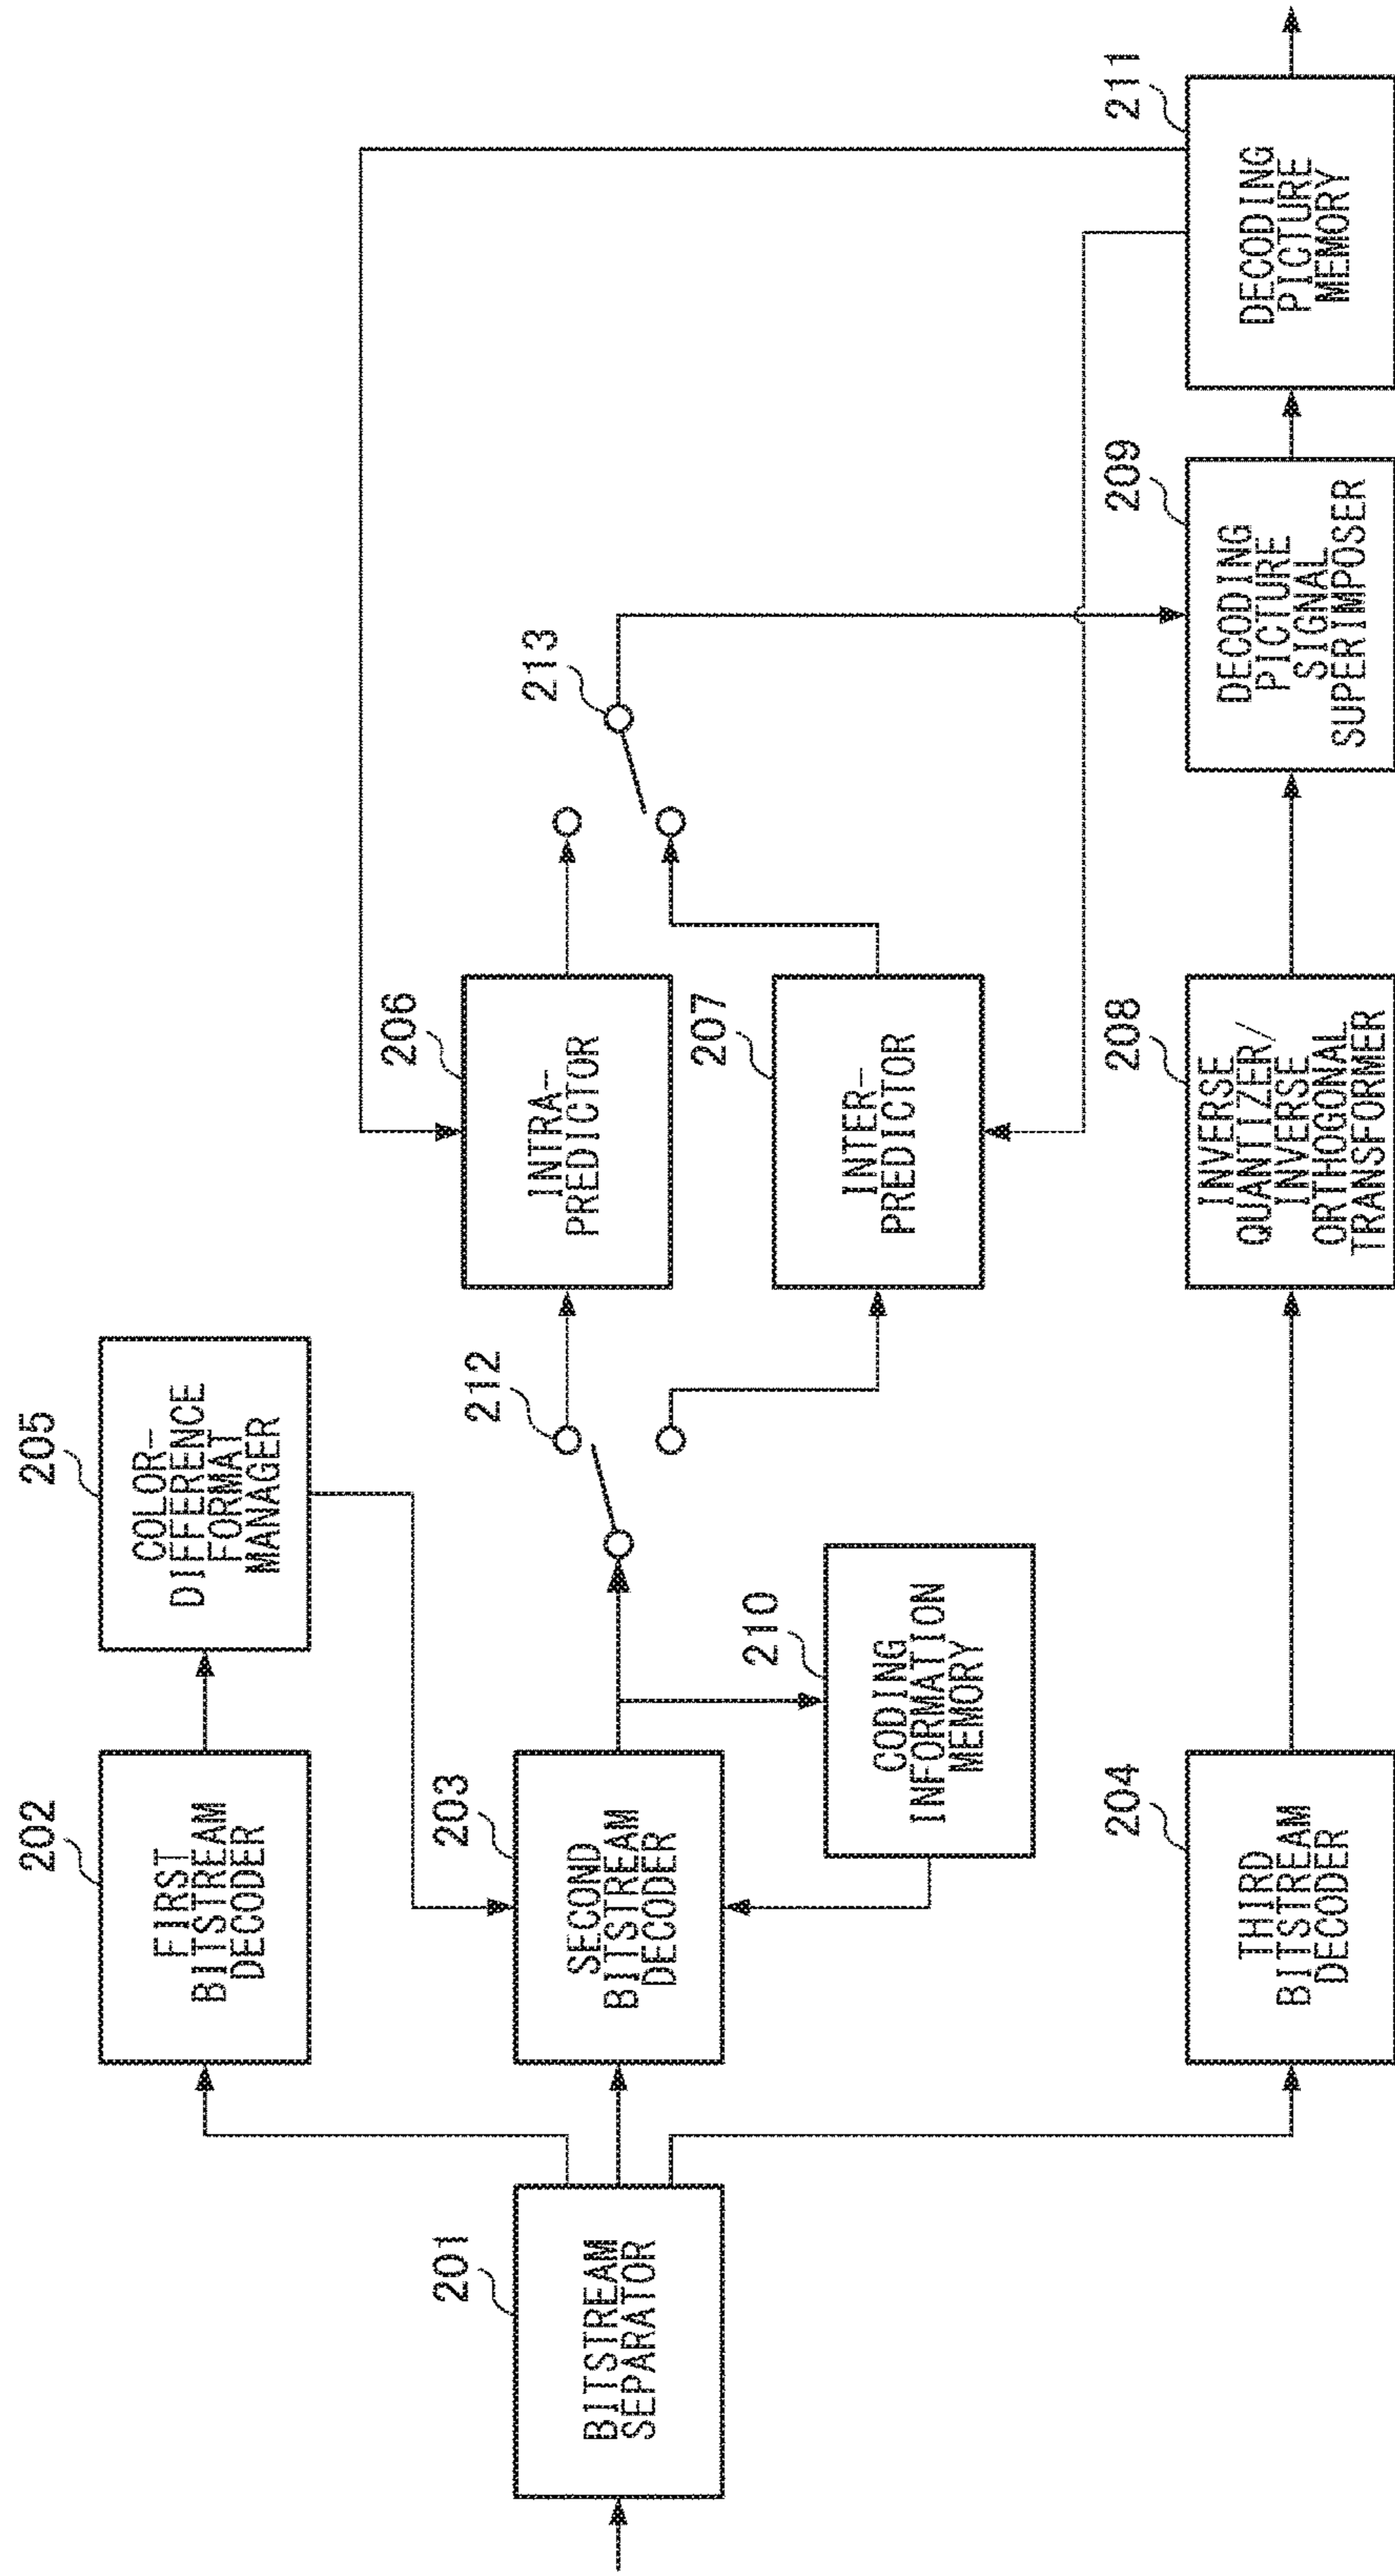 201
BITSTREAM
SEPARATOR
202
FIRST
BITSTREAM
DECODER
203
SECOND
BITSTREAM
DECODER
204
THIRD
BITSTREAM
DECODER
205
COLOR-
DIFFERENCE
FORMAT
MANAGER
210
CODING
INFORMATION
MEMORY
212
206
INTRA-
PREDICTOR
207
INTER-
PREDICTOR
208
INVERSE
QUANTIZER/
INVERSE
ORTHOGONAL
TRANSFORMER
213
209
DECODING
PICTURE
SIGNAL
SUPERIMPOSER
211
DECODING
PICTURE
MEMORY